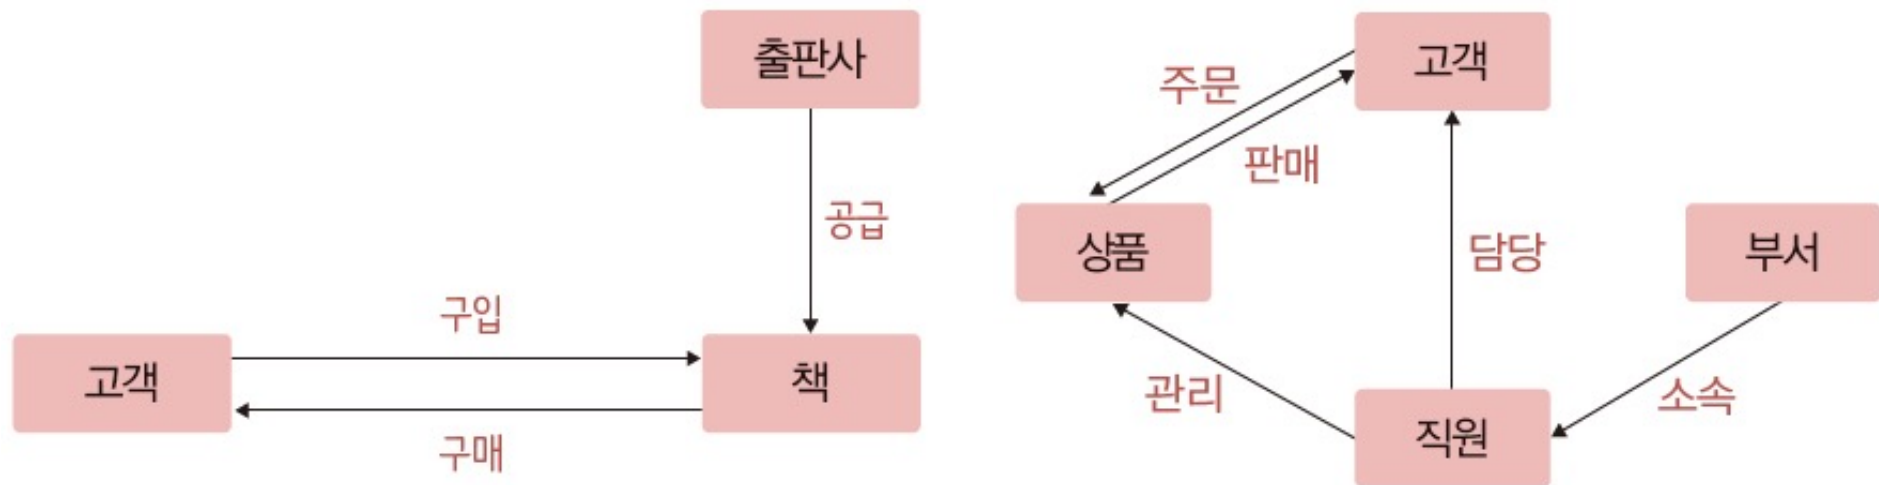 출판사
공급
구입
고객
책
구매
고객
주문
판매
상품
담당
부서
관리
소속
직원